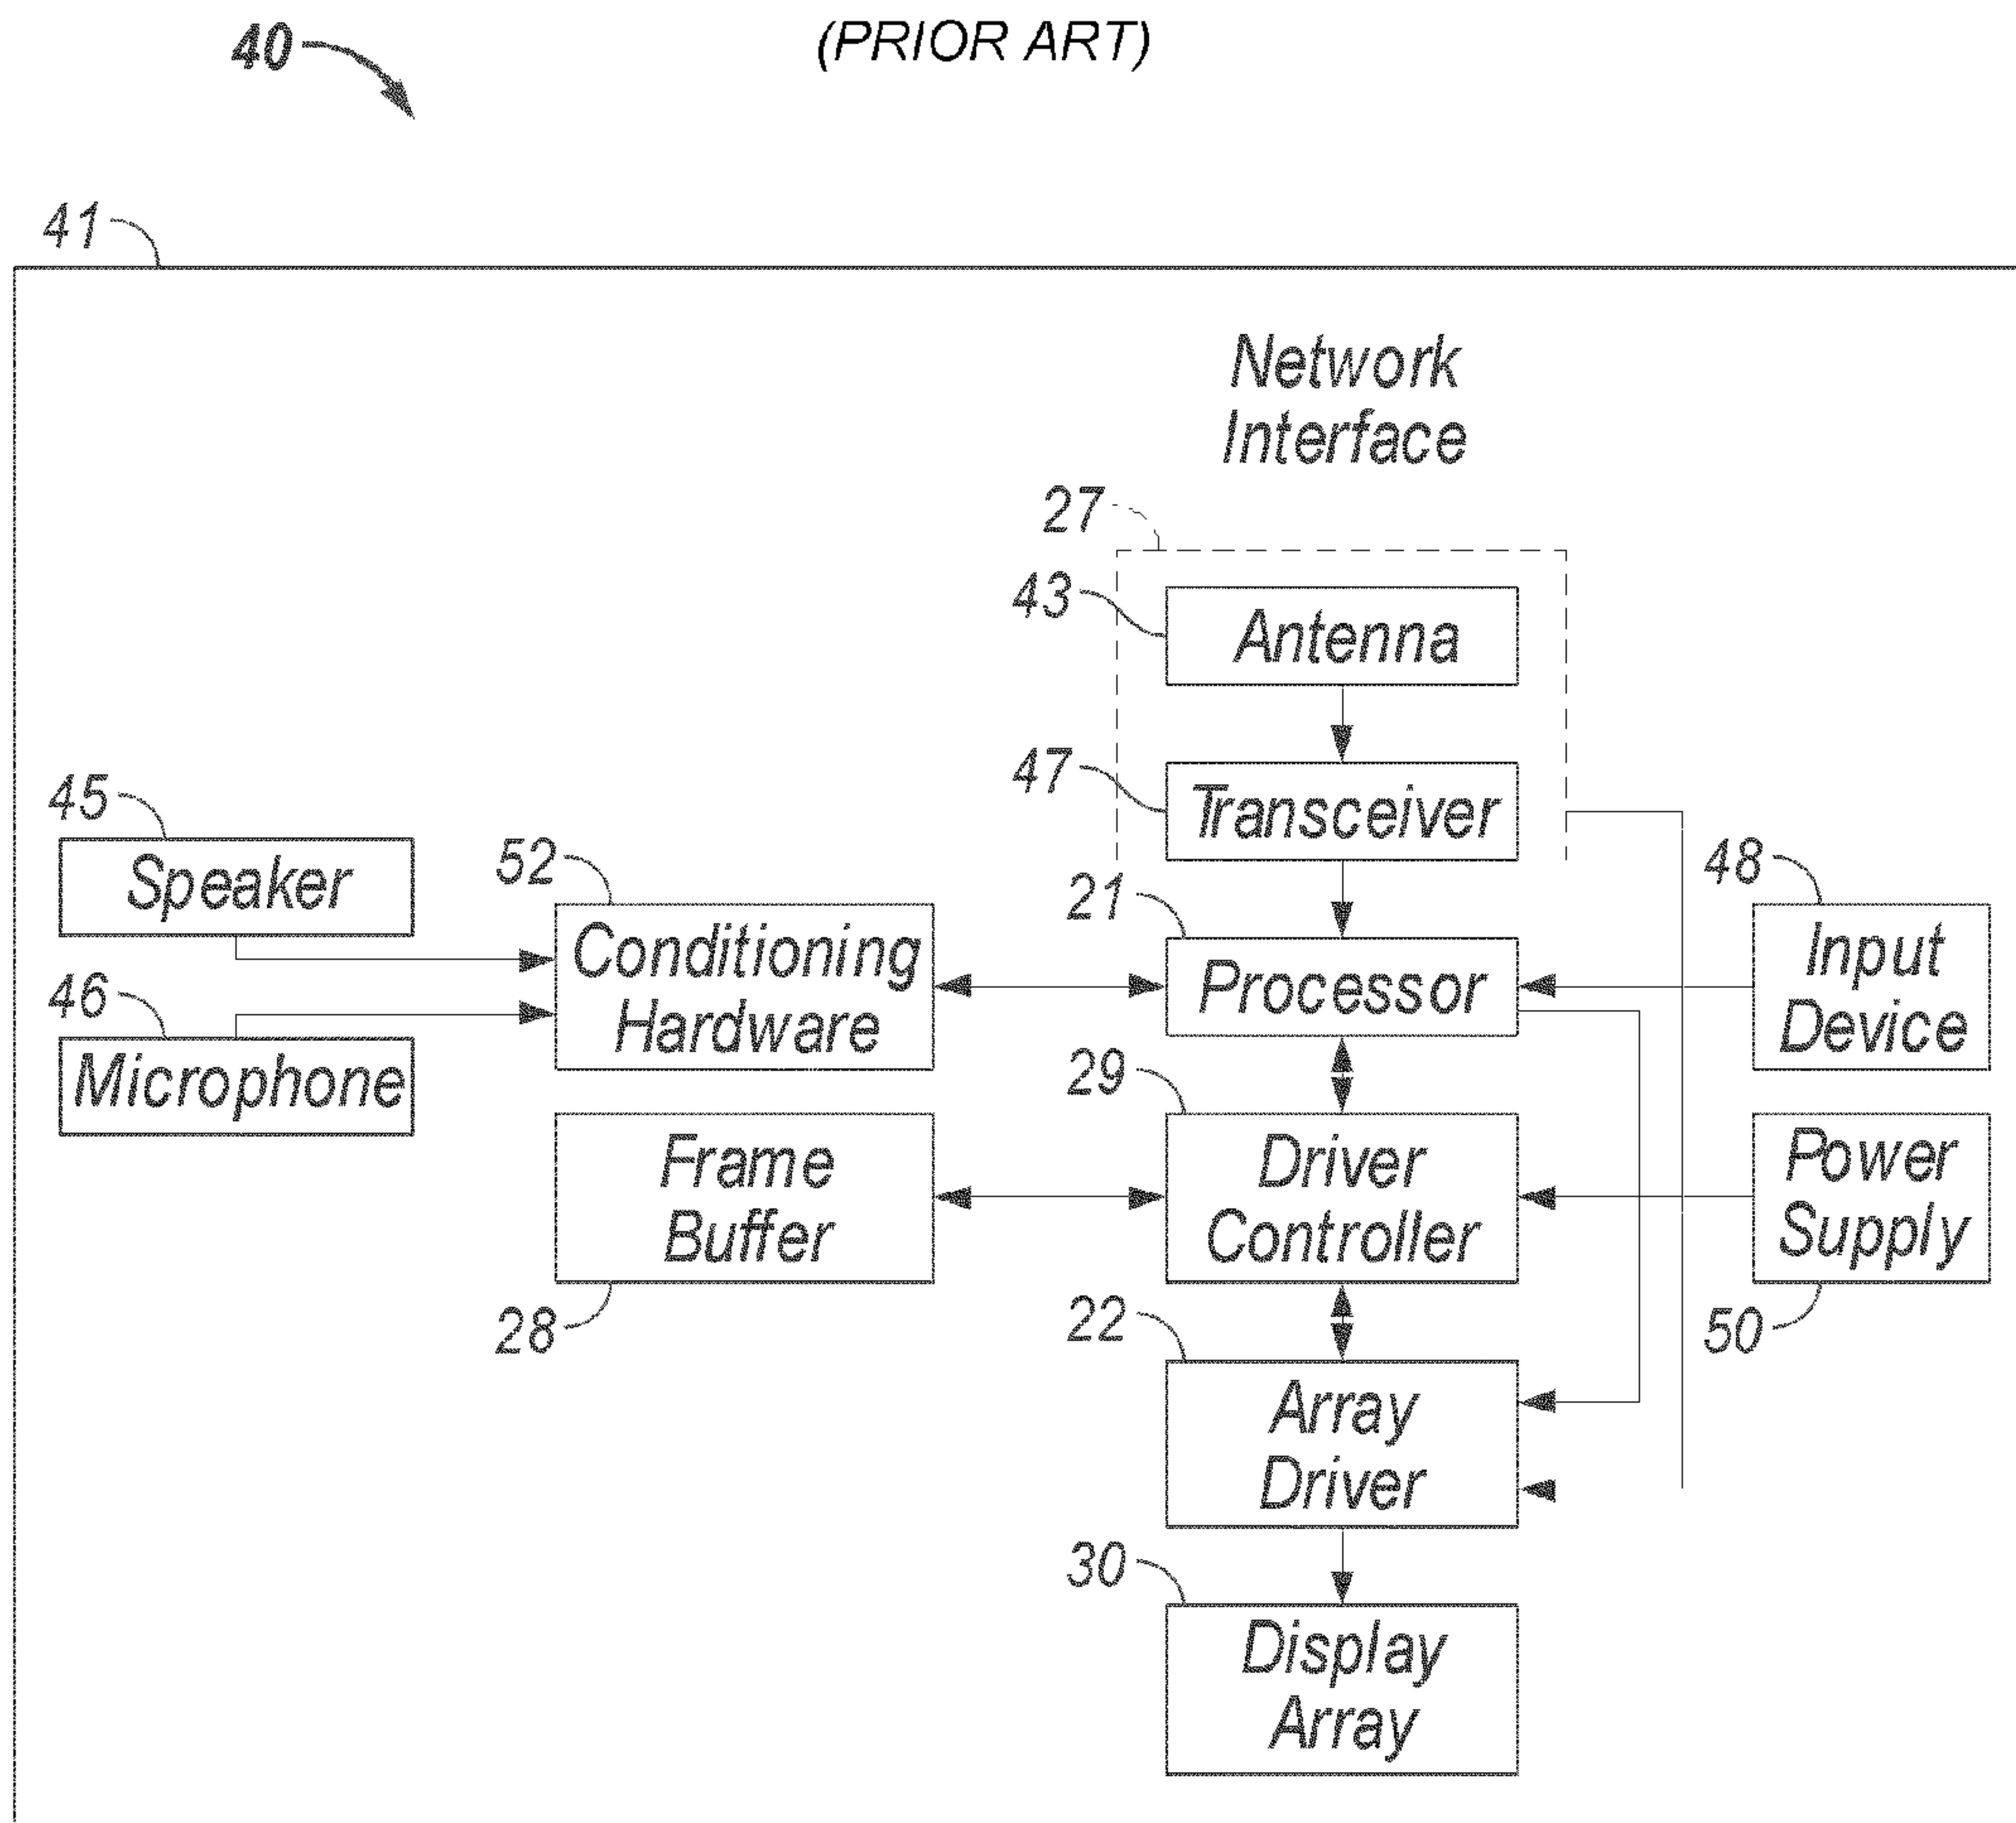 (PRIOR ART)
40
41
Network
Interface
27
43
Antenna
47
Transceiver
45
Speaker
52
Conditioning
Hardware
21
Processor
48
Input
Device
46
Microphone
29
Driver
Controller
Frame
Buffer
28
Power
Supply
50
22
Array
Driver
30
Display
Array